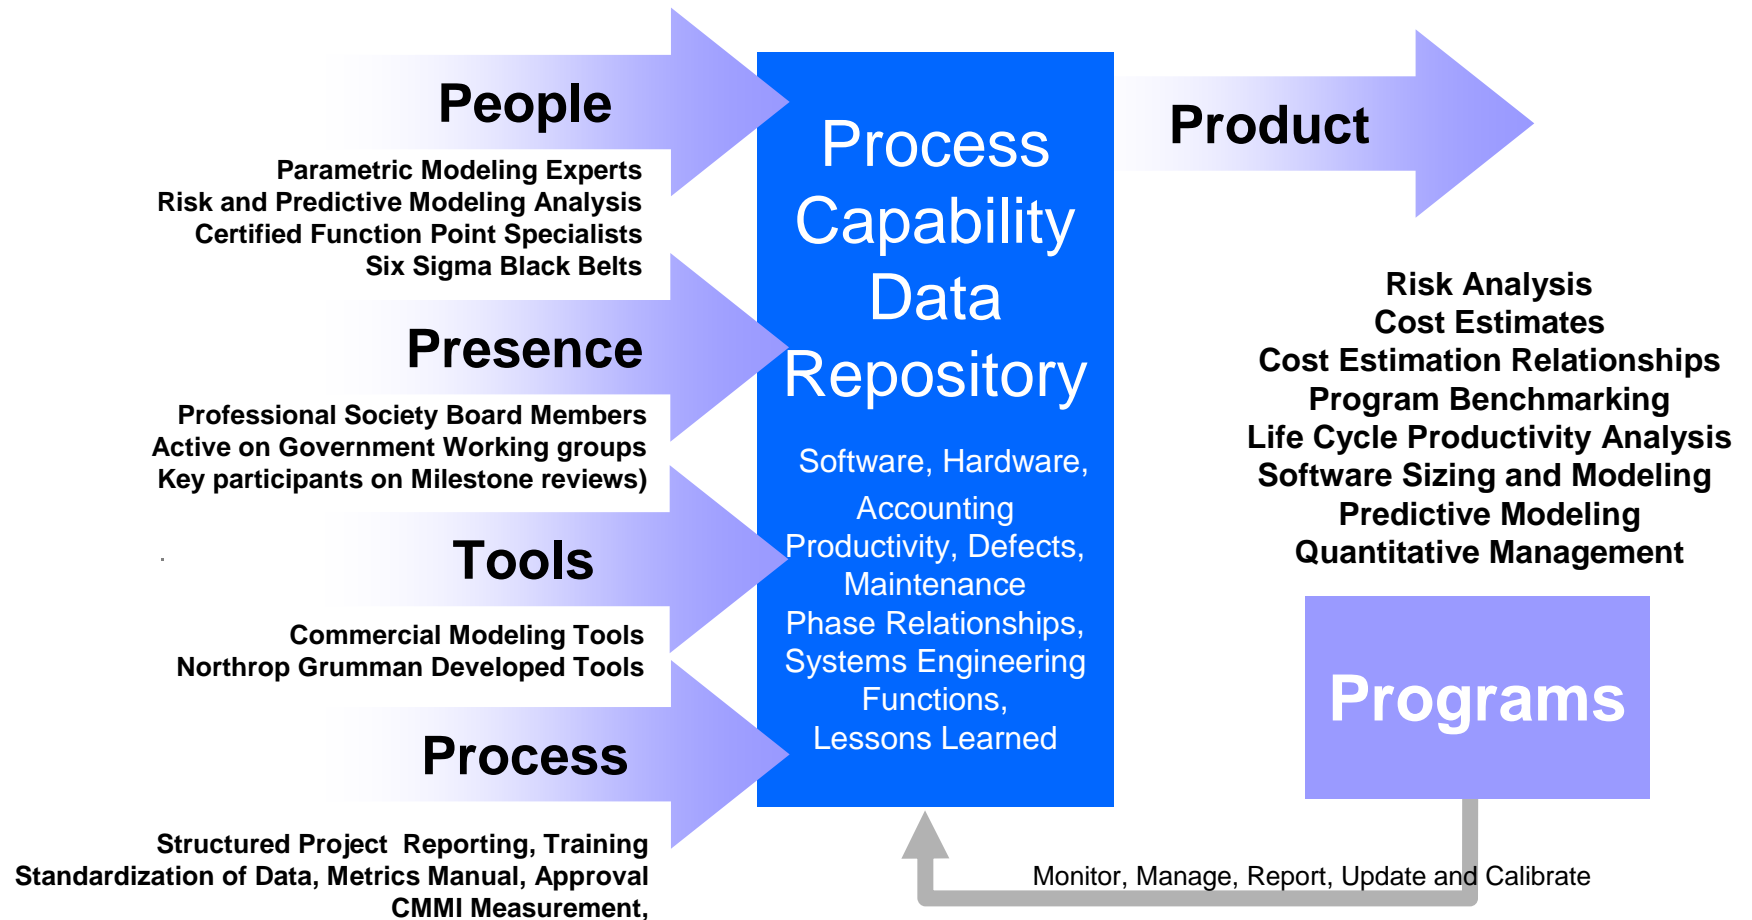 People
Parametric Modeling Experts
Risk and Predictive Modeling Analysis
Certified Function Point Specialists
Six Sigma Black Belts
Presence
Professional Society Board Members
Active on Government Working groups
Key participants on Milestone reviews)
Tools
Commercial Modeling Tools
Northrop Grumman Developed Tools
Process
Structured Project  Reporting, Training
Standardization of Data, Metrics Manual, Approval
CMMI Measurement,
Process
Capability
Data
Repository
Software, Hardware,
Accounting
Productivity, Defects,
Maintenance
Phase Relationships,
Systems Engineering
Functions,
Lessons Learned
Product
Risk Analysis
Cost Estimates
Cost Estimation Relationships
Program Benchmarking
Life Cycle Productivity Analysis
Software Sizing and Modeling
Predictive Modeling
Quantitative Management
Programs
Monitor, Manage, Report, Update and Calibrate